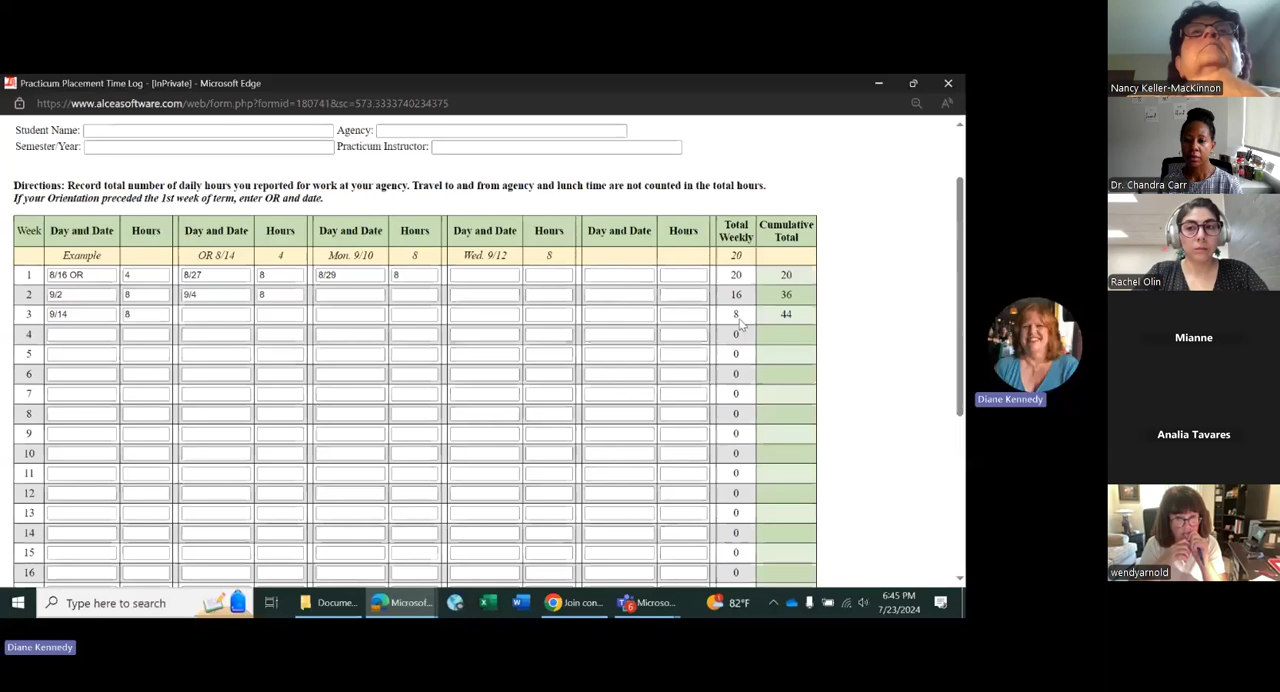 Practicum Placement Time Log - [InPrivate] - Microsoft Edge
https://www.alceasoftware.com/web/form.php?formid=180741&sc=573.3333740234375
Student Name: Agency:
Semester/Year: Practicum Instructor:
Directions: Record total number of daily hours you reported for work at your agency. Travel to and from agency and lunch time are not counted in the total hours.
If your Orientation preceded the 1st week of term, enter OR and date.
Week Day and Date Hours Day and Date Hours Day and Date Hours Day and Date Hours Day and Date Hours Total Weekly Cumulative Total
Example OR 8/14 4 Mon. 9/10 8 Wed. 9/12 8 20
1 8/16 OR 4 8/27 8 8/29 8 20 20
2 9/2 8 9/4 8 16 36
3 9/14 8 8 44
4 0
5 0
6 0
7 0
8 0
9 0
10 0
11 0
12 0
13 0
14 0
15 0
16 0
Type here to search
Docume...
Microsof...
Join con...
Microso...
82°F
6:45 PM
7/23/2024
Diane Kennedy
Diane Kennedy
Nancy Keller-MacKinnon
Dr. Chandra Carr
Rachel Olin
Mianne
Analia Tavares
wendyarnold